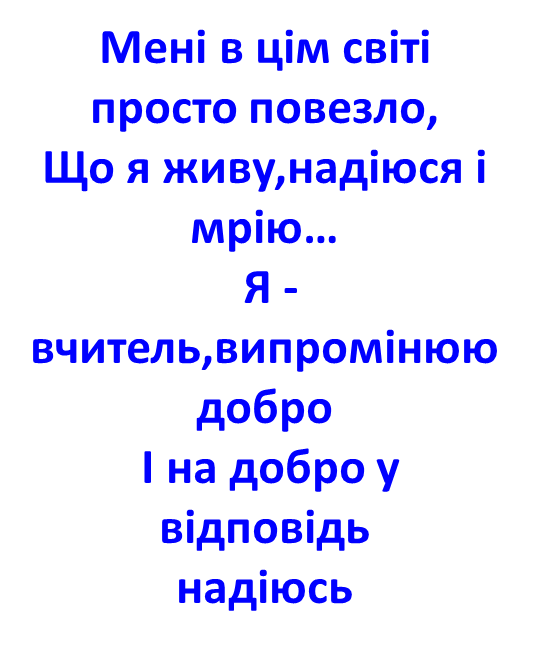 Мені в цім світі
просто повезло,
Що я живу,надіюся і
мрію…
Я -
вчитель,випромінюю
добро
І на добро у
відповідь
надіюсь